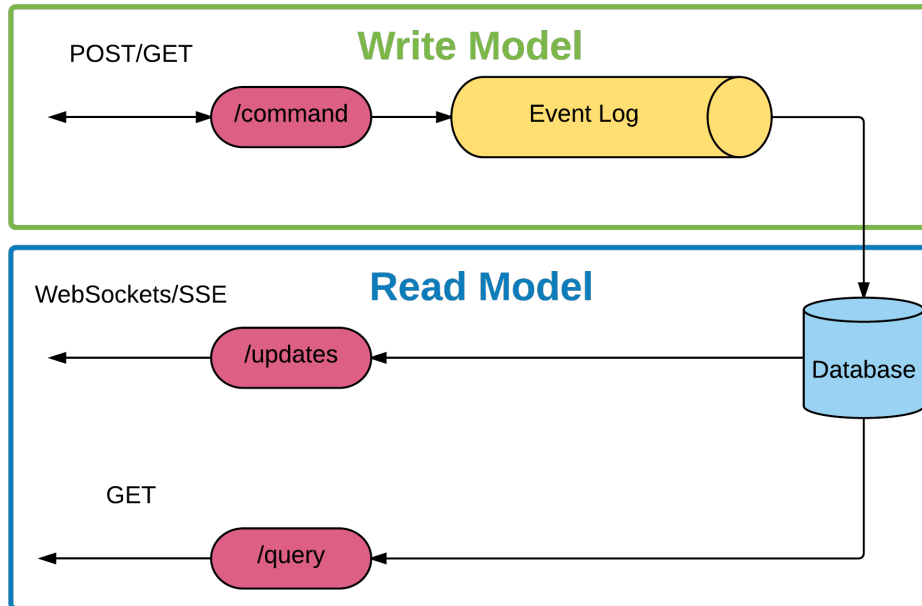 Write Model
POST/GET
/command
Event Log
Read Model
WebSockets/SSE
/updates
Database
GET
/query